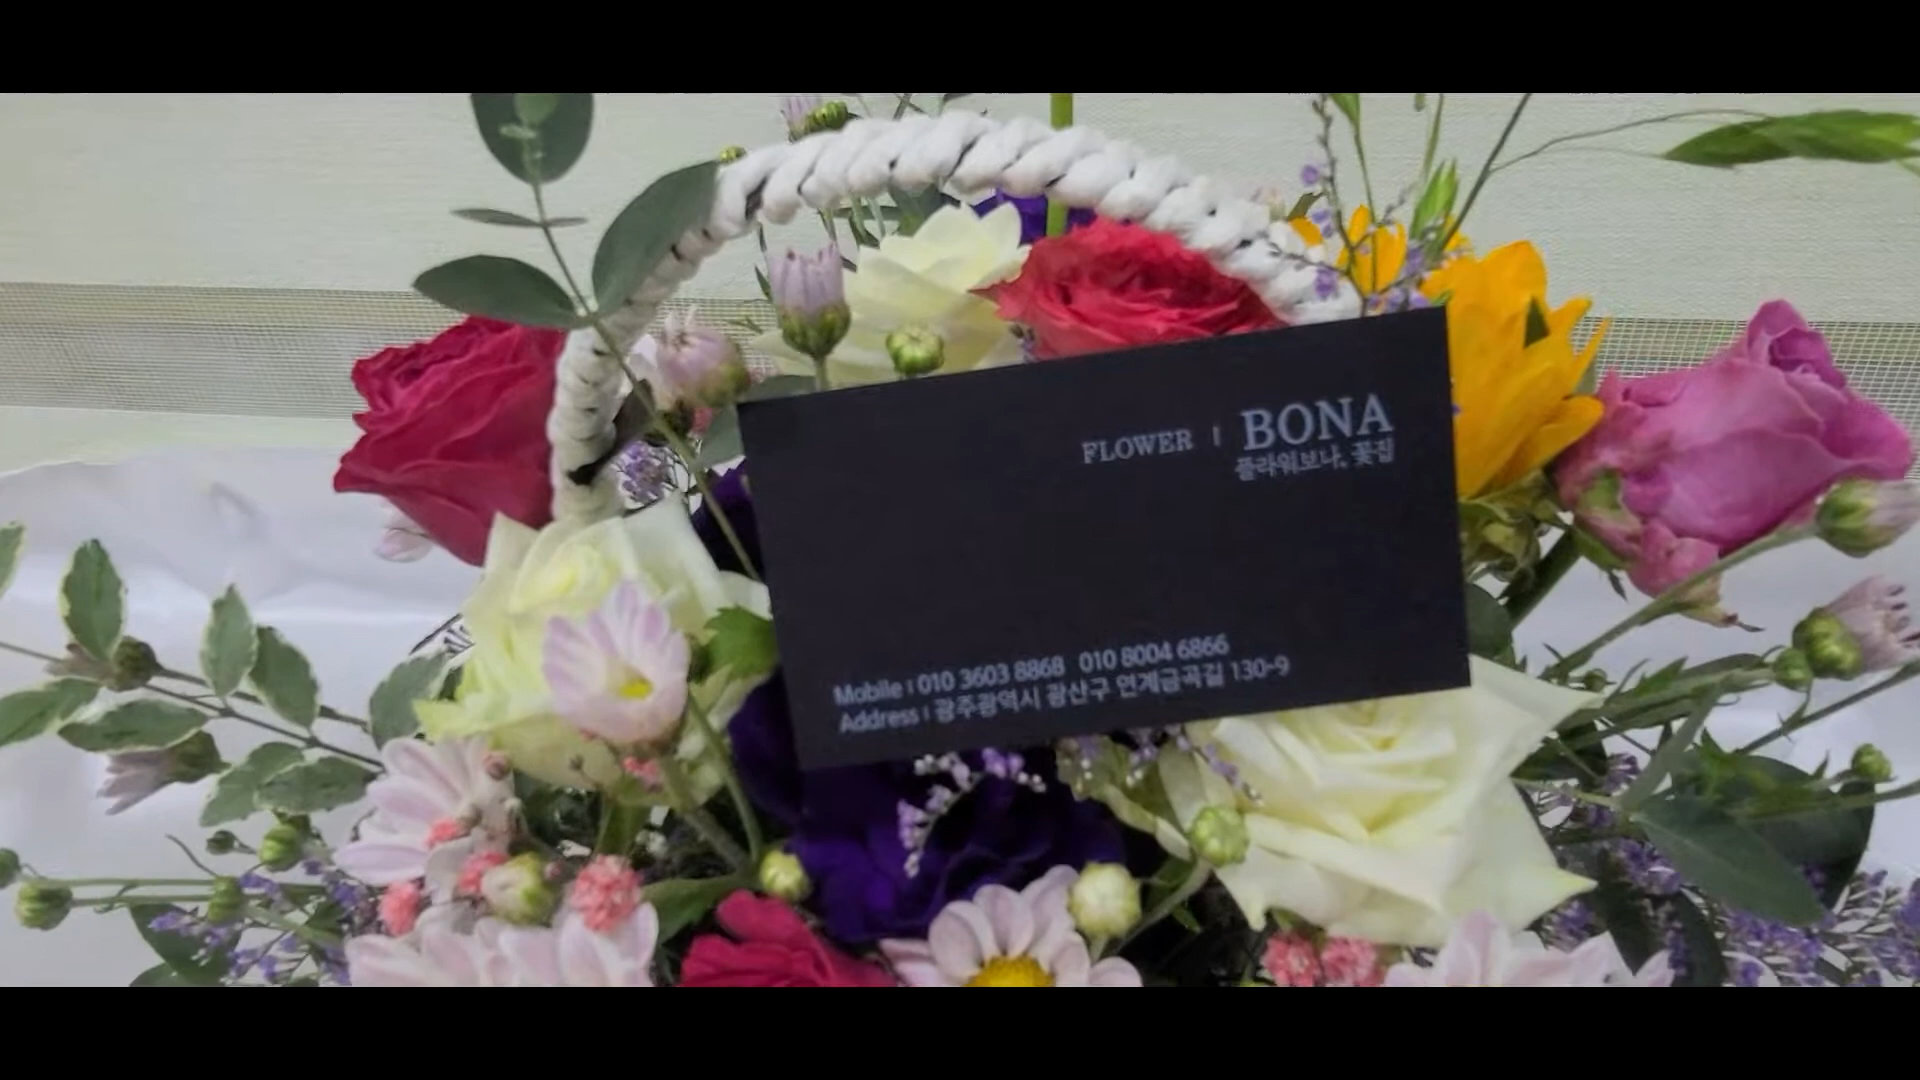 FLOWER | BONA
플라워보나, 꽃집
Mobile | 010 3603 8868 010 8004 6866
Address | 광주광역시 광산구 연계금곡길 130-9